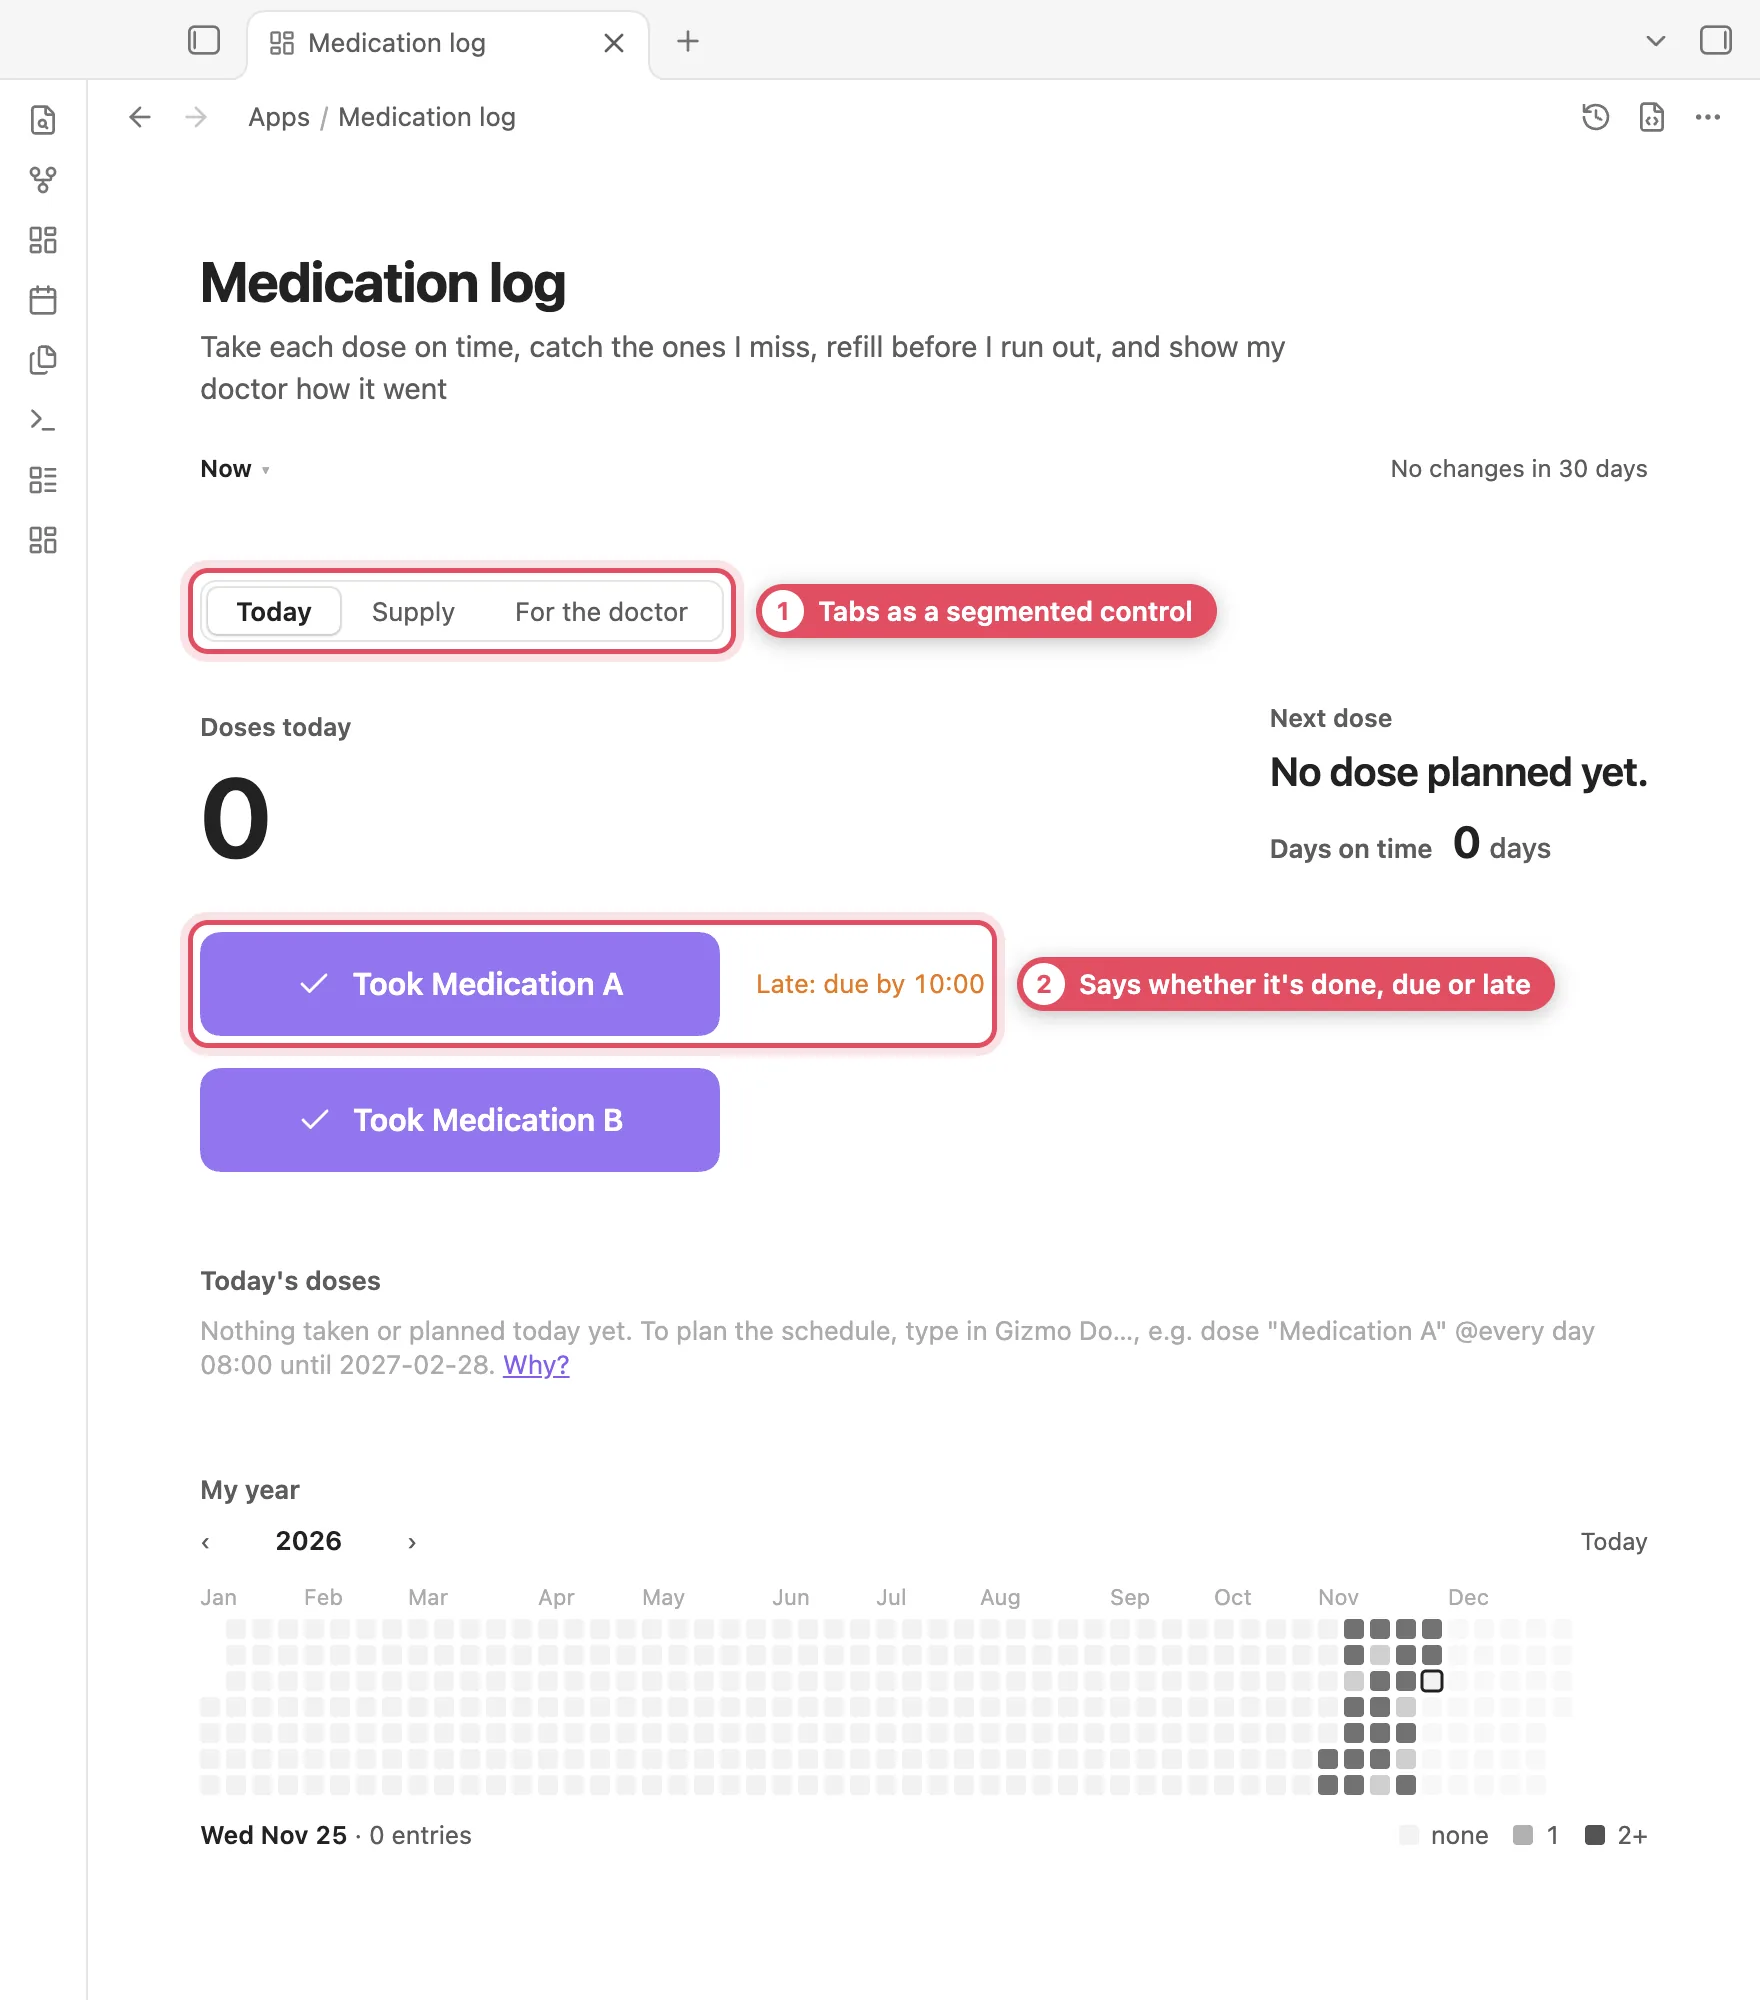 Medication log
Apps / Medication log
Medication log
Take each dose on time, catch the ones I miss, refill before I run out, and show my
doctor how it went
Now
No changes in 30 days
Today Supply For the doctor
1 Tabs as a segmented control
Doses today
0
Next dose
No dose planned yet.
Days on time 0 days
Took Medication A
Late: due by 10:00
2 Says whether it's done, due or late
Took Medication B
Today's doses
Nothing taken or planned today yet. To plan the schedule, type in Gizmo Do..., e.g. dose "Medication A" @every day
08:00 until 2027-02-28. Why?
My year
‹ 2026 ›
Today
Jan Feb Mar Apr May Jun Jul Aug Sep Oct Nov Dec
Wed Nov 25 · 0 entries
none 1 2+